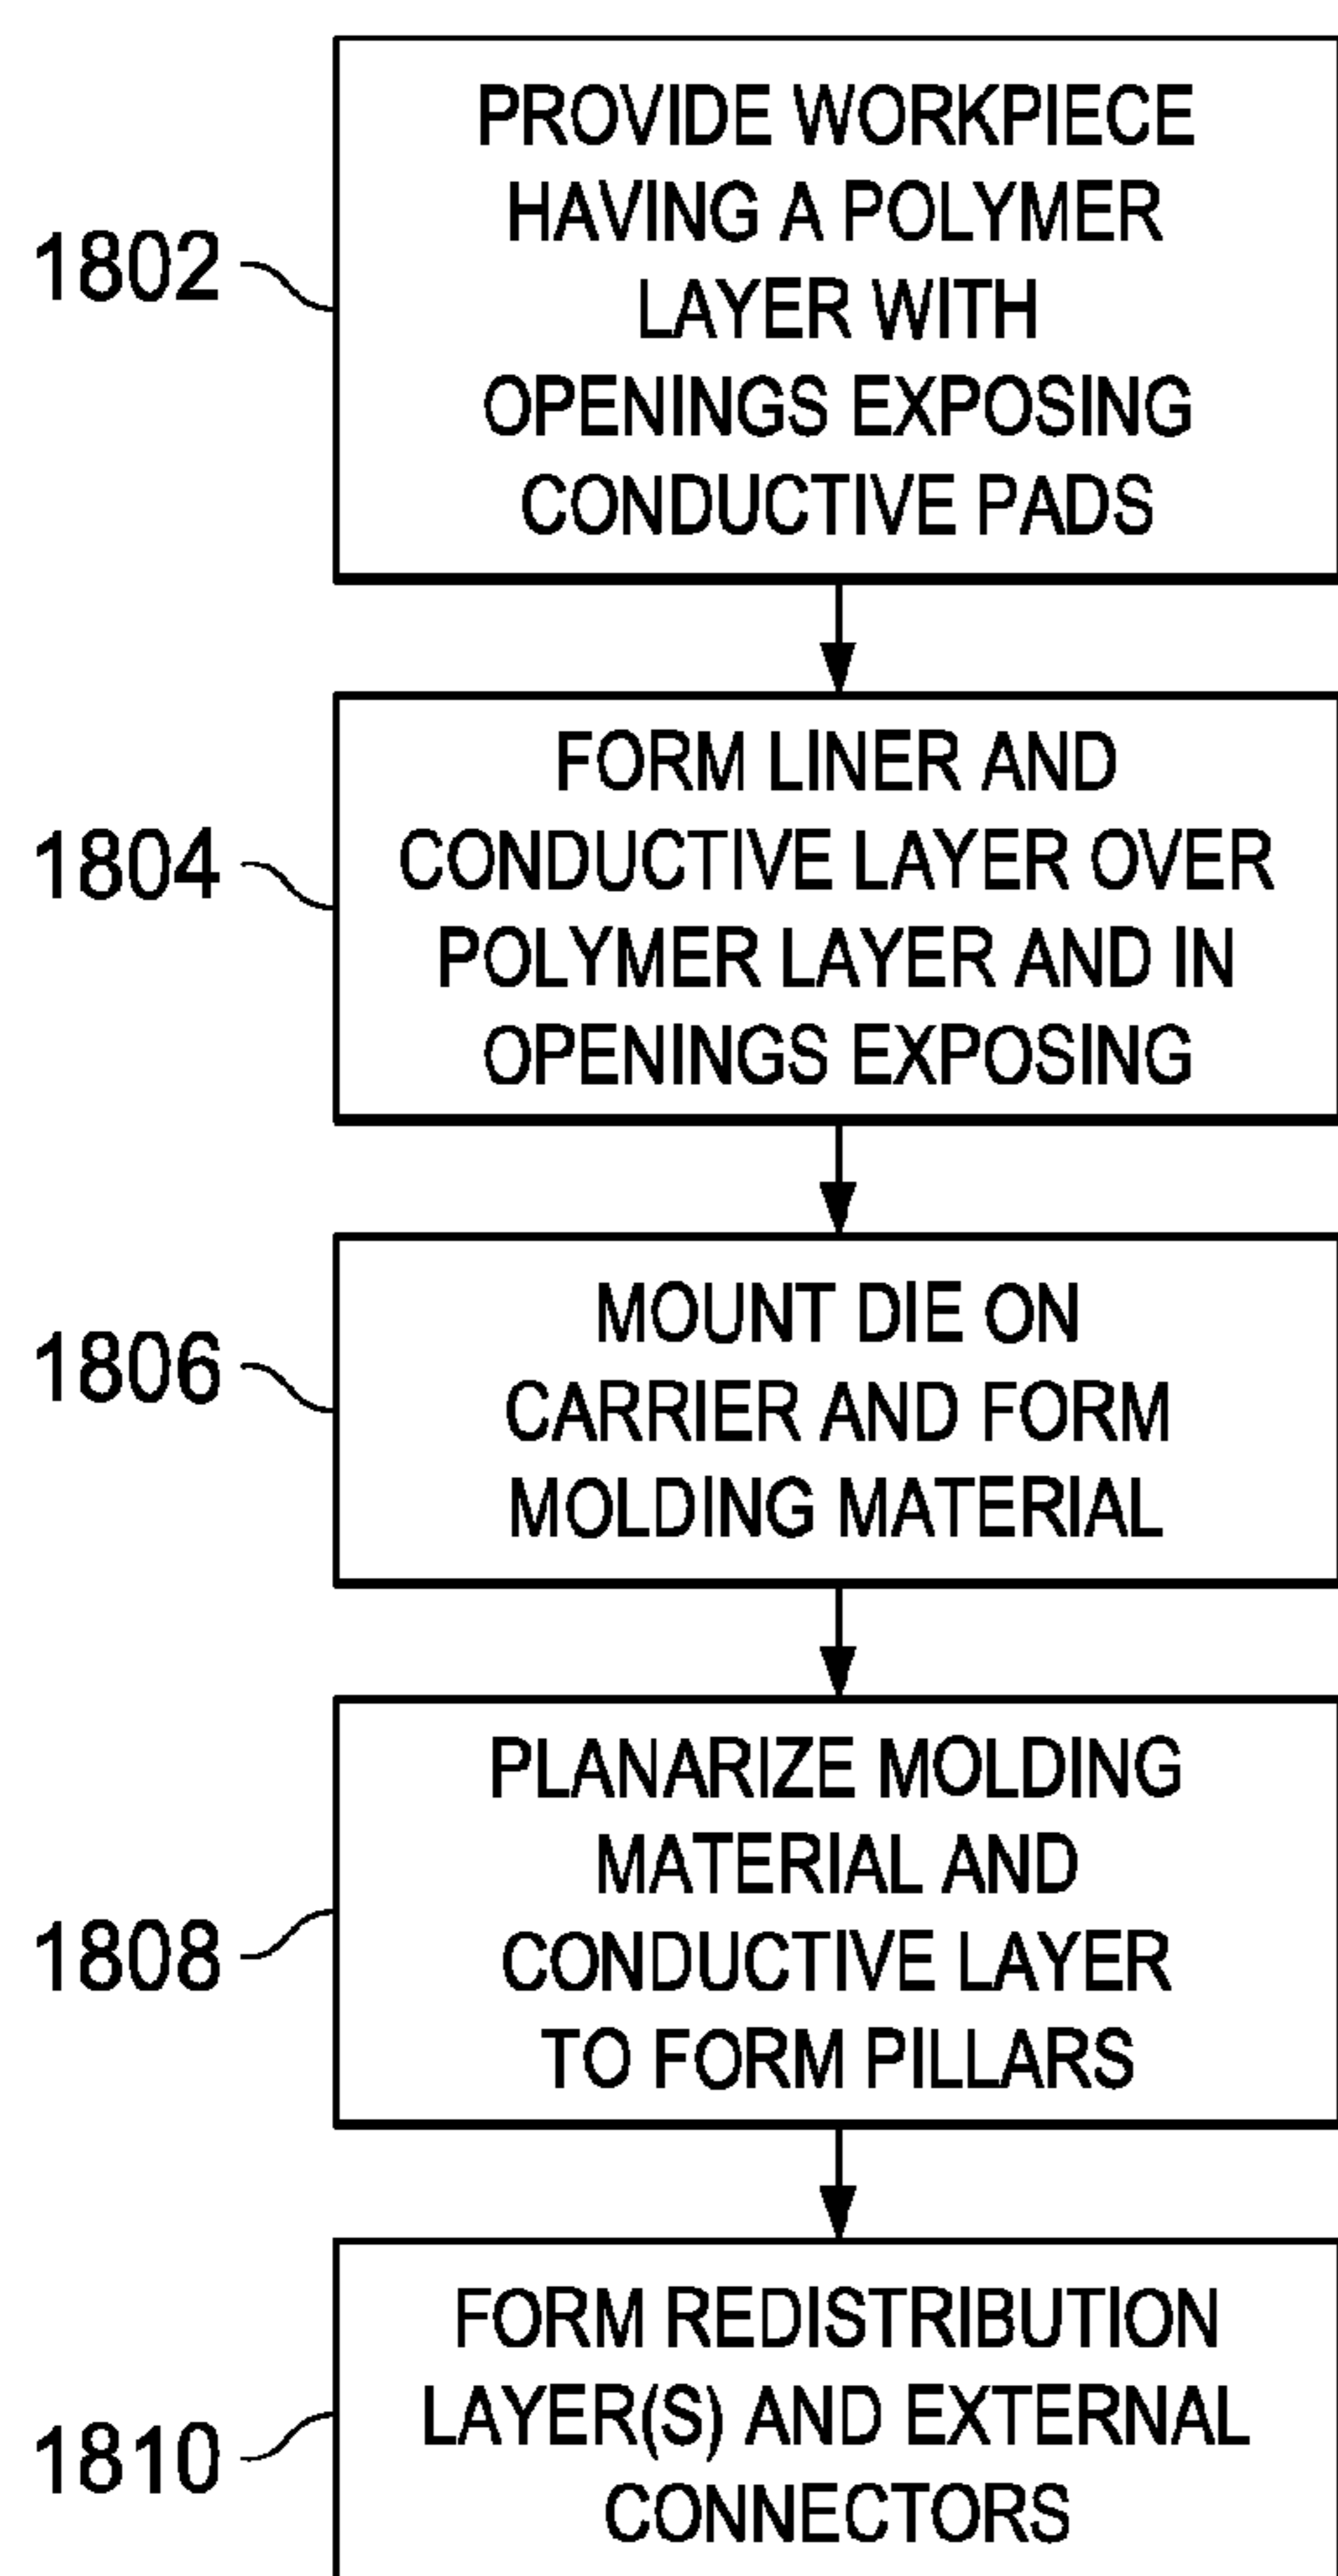 1802
PROVIDE WORKPIECE
HAVING A POLYMER
LAYER WITH
OPENINGS EXPOSING
CONDUCTIVE PADS
1804
FORM LINER AND
CONDUCTIVE LAYER OVER
POLYMER LAYER AND IN
OPENINGS EXPOSING
1806
MOUNT DIE ON
CARRIER AND FORM
MOLDING MATERIAL
1808
PLANARIZE MOLDING
MATERIAL AND
CONDUCTIVE LAYER
TO FORM PILLARS
1810
FORM REDISTRIBUTION
LAYER(S) AND EXTERNAL
CONNECTORS